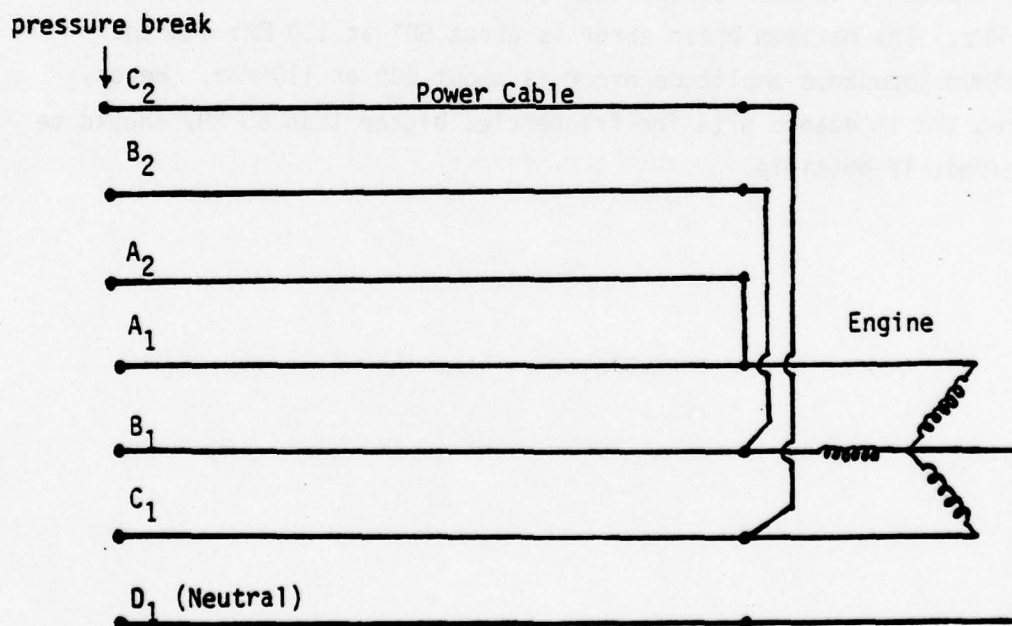 pressure break
C₂
Power Cable
B₂
A₂
A₁
Engine
B₁
C₁
D₁ (Neutral)